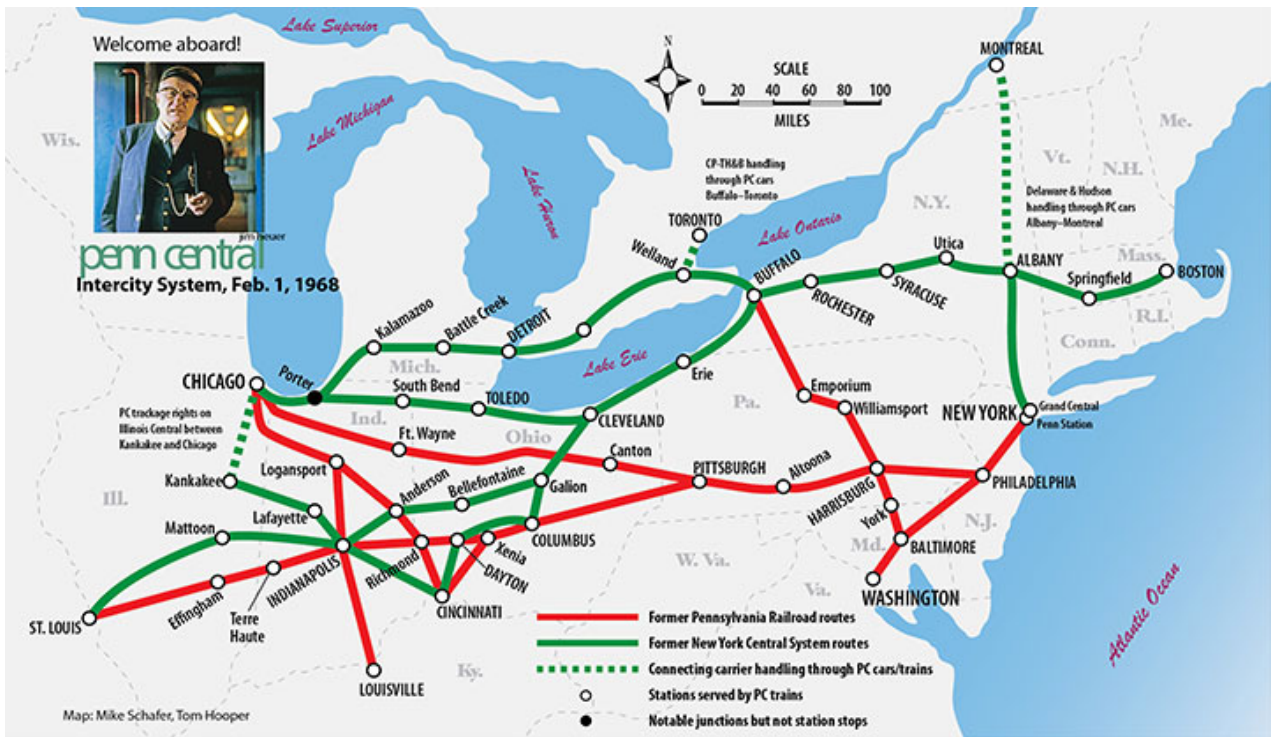 Lake Superior
Welcome aboard!
Jim Neuer
penn central
Intercity System, Feb. 1, 1968
Wis.
Lake Michigan
Lake Huron
N
SCALE
0 20 40 60 80 100
MILES
MONTREAL
Me.
Vt.
N.H.
CP-TH&B handling
through PC cars
Buffalo–Toronto
TORONTO
Lake Ontario
N.Y.
Delaware & Hudson
handling through PC cars
Albany–Montreal
Welland
BUFFALO
ROCHESTER
SYRACUSE
Utica
ALBANY
Mass.
Springfield
BOSTON
R.I.
Conn.
Kalamazoo
Battle Creek
DETROIT
Lake Erie
Mich.
Erie
CHICAGO
Porter
South Bend
TOLEDO
CLEVELAND
Emporium
Williamsport
Pa.
NEW YORK
Grand Central
Penn Station
PC trackage rights on
Illinois Central between
Kankakee and Chicago
Ind.
Ft. Wayne
Ohio
Canton
PITTSBURGH
Altoona
HARRISBURG
PHILADELPHIA
Logansport
Kankakee
Anderson
Bellefontaine
Galion
Ill.
Lafayette
Mattoon
York
N.J.
COLUMBUS
Xenia
DAYTON
Richmond
INDIANAPOLIS
Md.
BALTIMORE
W. Va.
Va.
WASHINGTON
Effingham
Terre
Haute
CINCINNATI
ST. LOUIS
LOUISVILLE
Ky.
Atlantic Ocean
Former Pennsylvania Railroad routes
Former New York Central System routes
Connecting carrier handling through PC cars/trains
Stations served by PC trains
Notable junctions but not station stops
Map: Mike Schafer, Tom Hooper